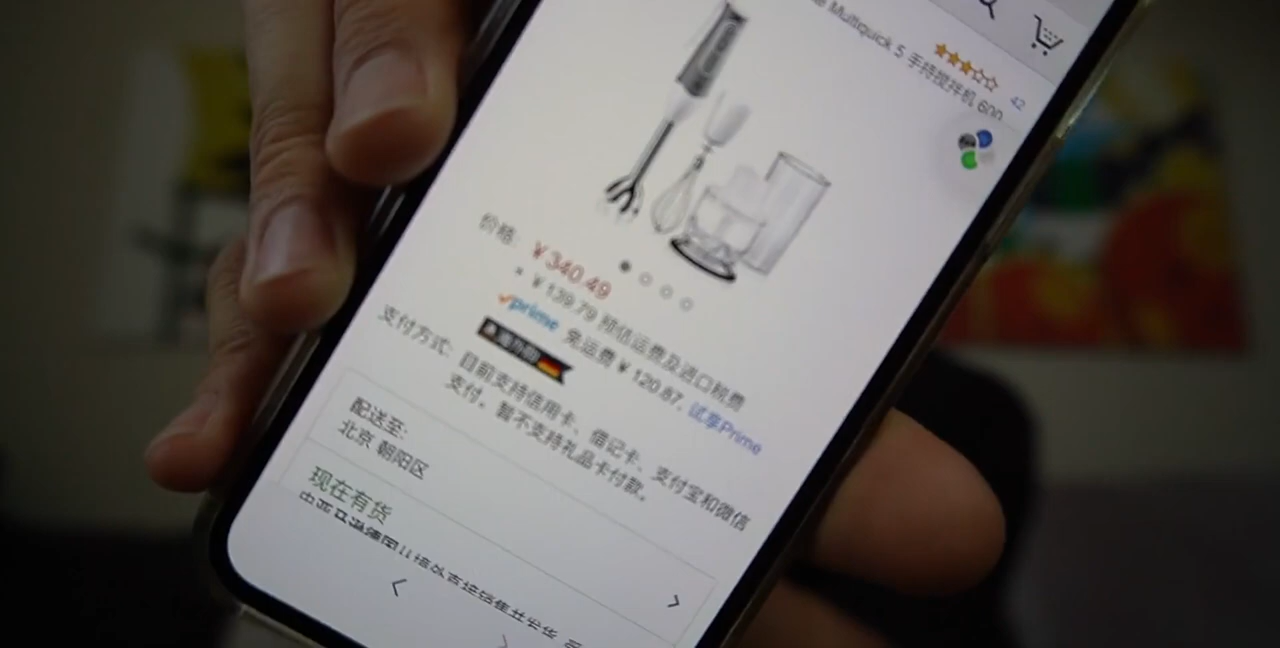 Multiquick 5 手持搅拌机 600
42
价格: ¥340.49
¥139.79 预估运费及进口税费
prime 免运费 ¥120.87, 试享Prime
支付方式: 目前支持信用卡、借记卡、支付宝和微信
支付。暂不支持礼品卡付款。
配送至:
北京 朝阳区
现在有货